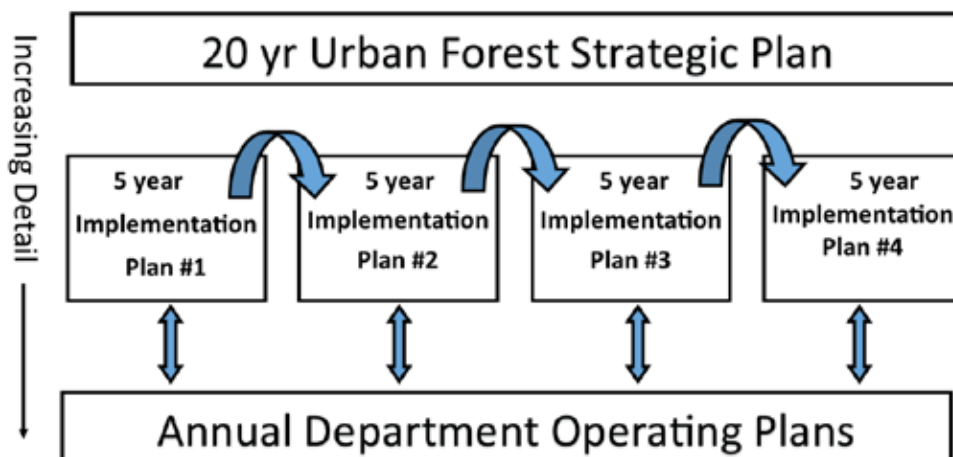 Increasing Detail
20 yr Urban Forest Strategic Plan
5 year
Implementation
Plan #1
5 year
Implementation
Plan #2
5 year
Implementation
Plan #3
5 year
Implementation
Plan #4
Annual Department Operating Plans